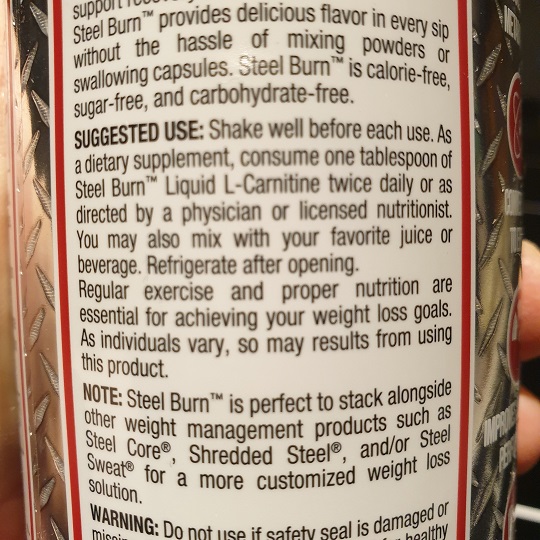 support
Steel Burn™ provides delicious flavor in every sip
without the hassle of mixing powders or
swallowing capsules. Steel Burn™ is calorie-free,
sugar-free, and carbohydrate-free.
SUGGESTED USE: Shake well before each use. As
a dietary supplement, consume one tablespoon of
Steel Burn™ Liquid L-Carnitine twice daily or as
directed by a physician or licensed nutritionist.
You may also mix with your favorite juice or
beverage. Refrigerate after opening.
Regular exercise and proper nutrition are
essential for achieving your weight loss goals.
As individuals vary, so may results from using
this product.
NOTE: Steel Burn™ is perfect to stack alongside
other weight management products such as
Steel Core®, Shredded Steel®, and/or Steel
Sweat® for a more customized weight loss
solution.
WARNING: Do not use if safety seal is damaged or
healthy